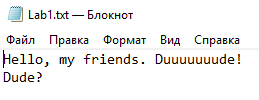 Lab1.txt — Блокнот
Файл Правка Формат Вид Справка
Hello, my friends. Duuuuuuude!
Dude?